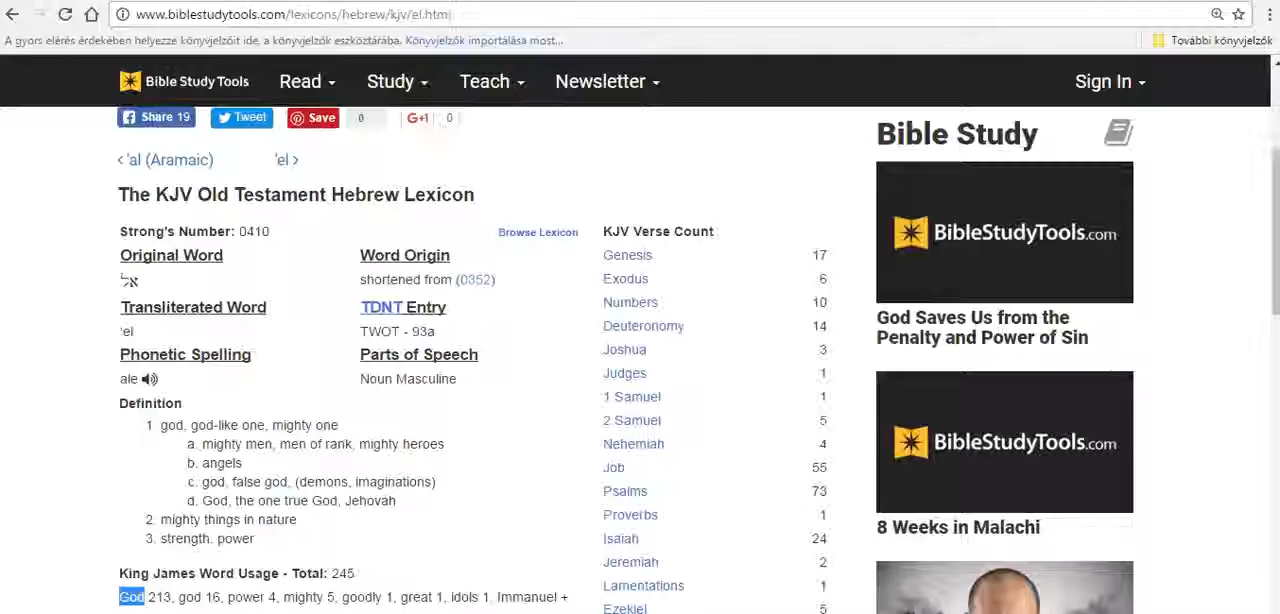 www.biblestudytools.com/lexicons/hebrew/kjv/el.html
A gyors elérés érdekében helyezze könyvjelzőit ide, a könyvjelzők eszköztárába. Könyvjelzők importálása most...
További könyvjelzők
Bible Study Tools Read Study Teach Newsletter Sign In
Share 19 Tweet Save 0 G+1 0
< 'al (Aramaic) 'el >
The KJV Old Testament Hebrew Lexicon
Strong's Number: 0410 Browse Lexicon
Original Word Word Origin
אל shortened from (0352)
Transliterated Word TDNT Entry
'el TWOT - 93a
Phonetic Spelling Parts of Speech
ale Noun Masculine
Definition
1. god, god-like one, mighty one
a. mighty men, men of rank, mighty heroes
b. angels
c. god, false god, (demons, imaginations)
d. God, the one true God, Jehovah
2. mighty things in nature
3. strength, power
King James Word Usage - Total: 245
God 213, god 16, power 4, mighty 5, goodly 1, great 1, idols 1, Immanuel +
KJV Verse Count
Genesis 17
Exodus 6
Numbers 10
Deuteronomy 14
Joshua 3
Judges 1
1 Samuel 1
2 Samuel 5
Nehemiah 4
Job 55
Psalms 73
Proverbs 1
Isaiah 24
Jeremiah 2
Lamentations 1
Ezekiel 5
Bible Study
BibleStudyTools.com
God Saves Us from the
Penalty and Power of Sin
BibleStudyTools.com
8 Weeks in Malachi